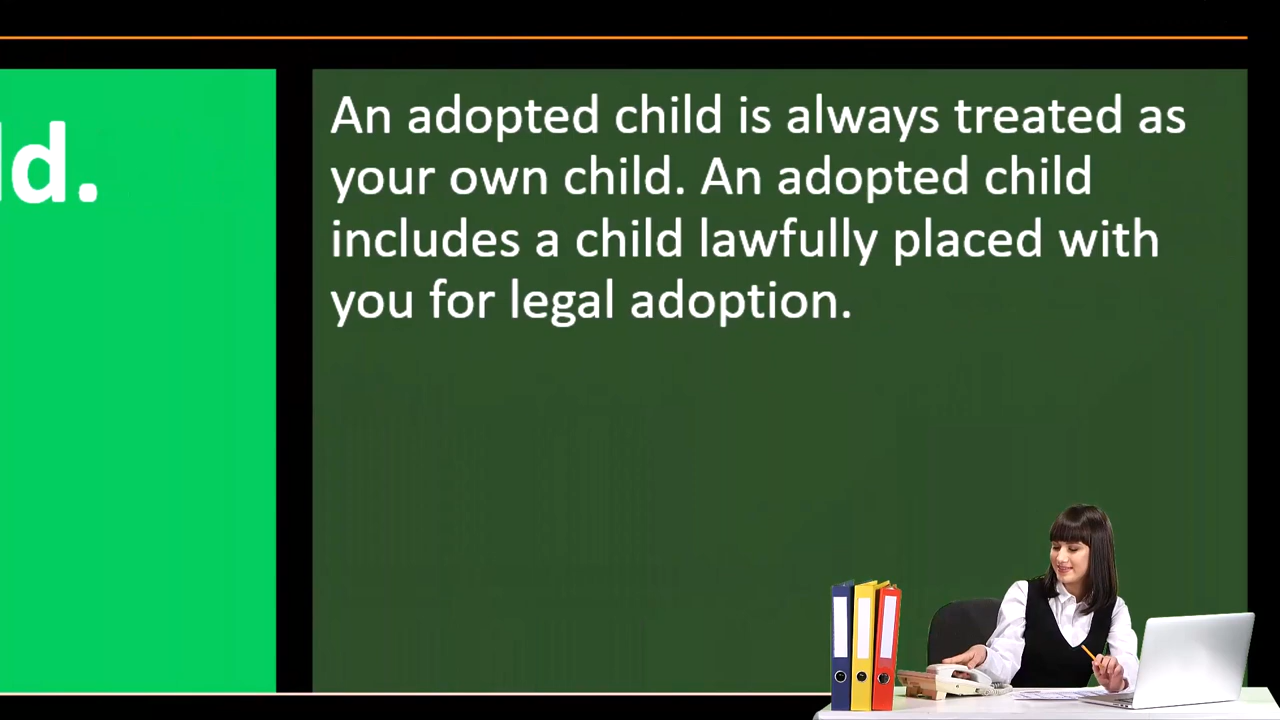 ld.
An adopted child is always treated as
your own child. An adopted child
includes a child lawfully placed with
you for legal adoption.